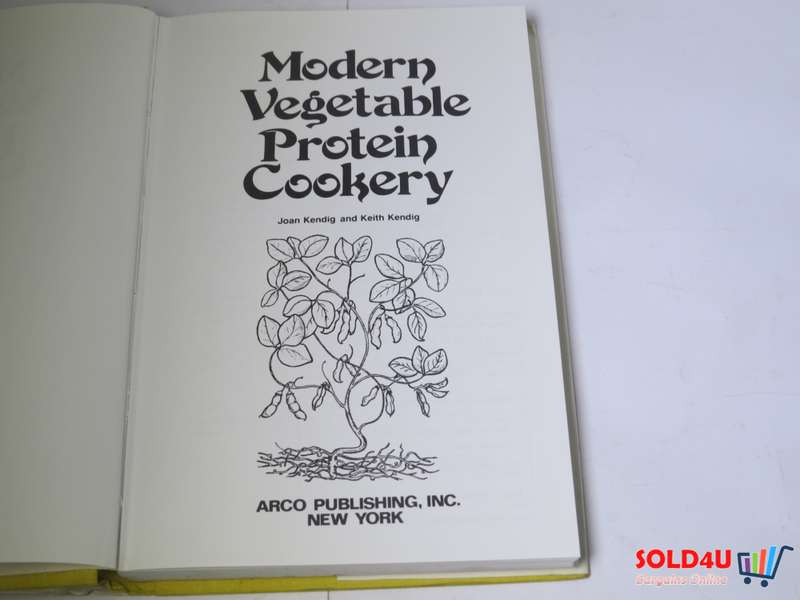 Modern
Vegetable
Protein
Cookery
Joan Kendig and Keith Kendig
ARCO PUBLISHING, INC.
NEW YORK
SOLD4U
Bargains Online